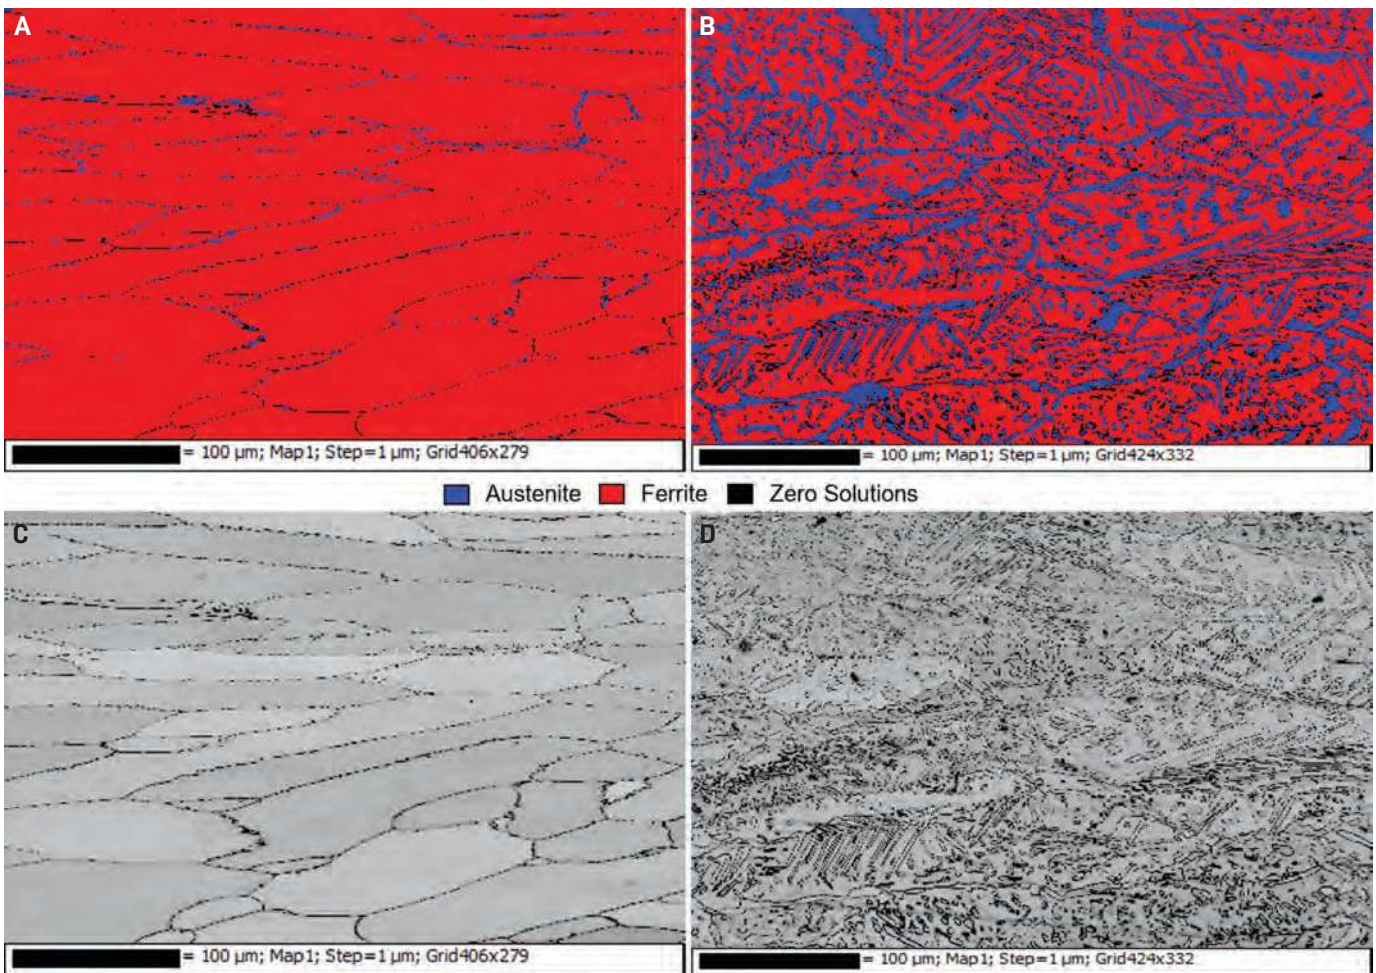 A
B
= 100 µm; Map1; Step=1 µm; Grid406x279
= 100 µm; Map1; Step=1 µm; Grid424x332
Austenite Ferrite Zero Solutions
C
D
= 100 µm; Map1; Step=1 µm; Grid406x279
= 100 µm; Map1; Step=1 µm; Grid424x332